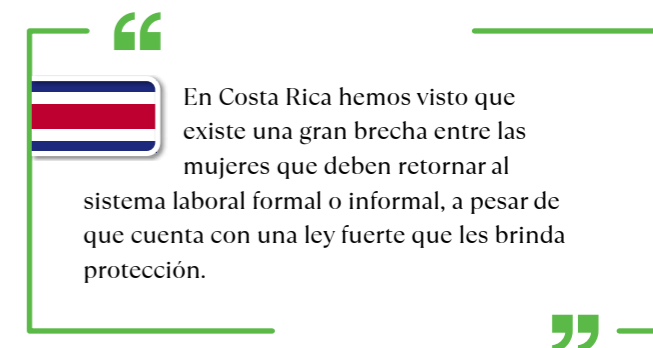 En Costa Rica hemos visto que
existe una gran brecha entre las
mujeres que deben retornar al
sistema laboral formal o informal, a pesar de
que cuenta con una ley fuerte que les brinda
protección.